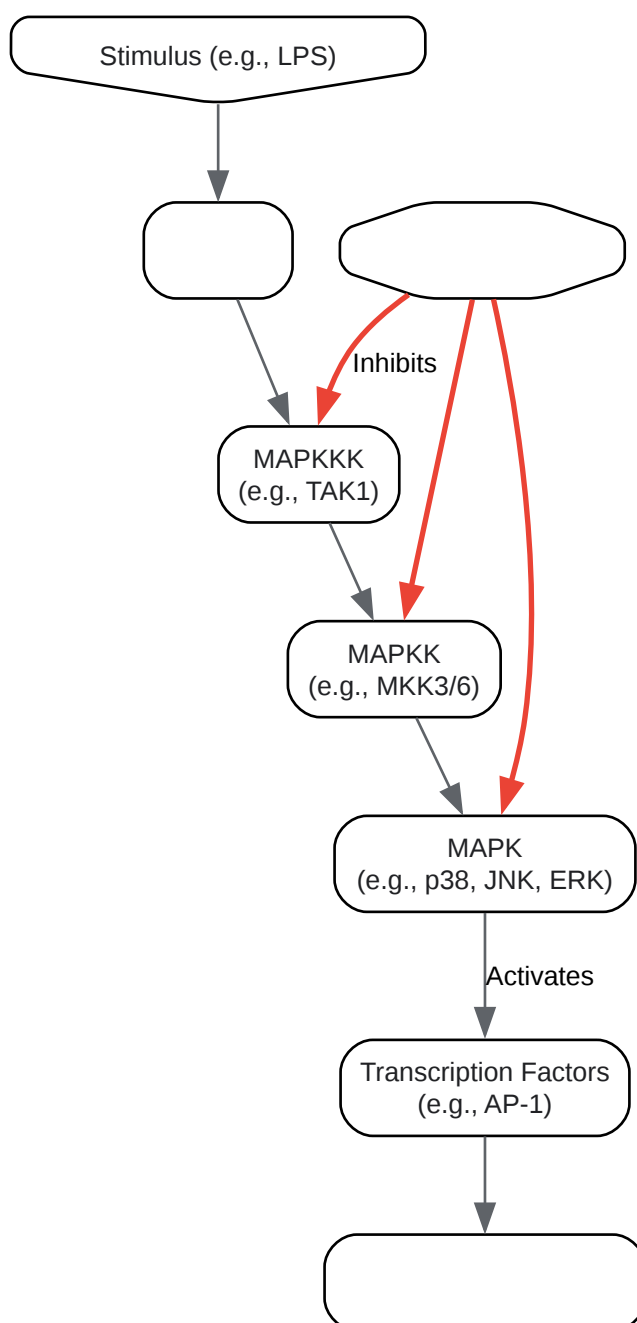 Stimulus (e.g., LPS)
Inhibits
MAPKKK
(e.g., TAK1)
MAPKK
(e.g., MKK3/6)
MAPK
(e.g., p38, JNK, ERK)
Activates
Transcription Factors
(e.g., AP-1)